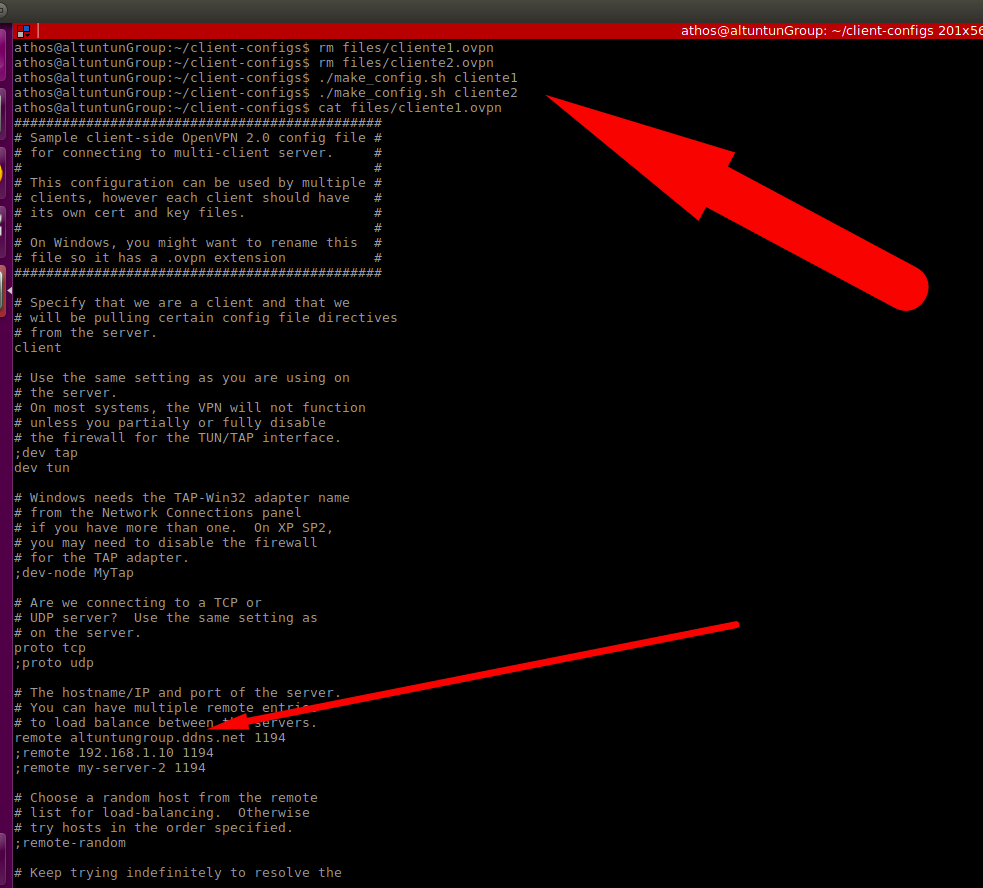 athos@altuntunGroup: ~/client-configs 201x56
athos@altuntunGroup:~/client-configs$ rm files/cliente1.ovpn
athos@altuntunGroup:~/client-configs$ rm files/cliente2.ovpn
athos@altuntunGroup:~/client-configs$ ./make_config.sh cliente1
athos@altuntunGroup:~/client-configs$ ./make_config.sh cliente2
athos@altuntunGroup:~/client-configs$ cat files/cliente1.ovpn
##############################################
# Sample client-side OpenVPN 2.0 config file #
# for connecting to multi-client server.     #
#                                            #
# This configuration can be used by multiple #
# clients, however each client should have   #
# its own cert and key files.                #
#                                            #
# On Windows, you might want to rename this  #
# file so it has a .ovpn extension           #
##############################################
# Specify that we are a client and that we
# will be pulling certain config file directives
# from the server.
client
# Use the same setting as you are using on
# the server.
# On most systems, the VPN will not function
# unless you partially or fully disable
# the firewall for the TUN/TAP interface.
;dev tap
dev tun
# Windows needs the TAP-Win32 adapter name
# from the Network Connections panel
# if you have more than one.  On XP SP2,
# you may need to disable the firewall
# for the TAP adapter.
;dev-node MyTap
# Are we connecting to a TCP or
# UDP server?  Use the same setting as
# on the server.
proto tcp
;proto udp
# The hostname/IP and port of the server.
# You can have multiple remote entries
# to load balance between the servers.
remote altuntungroup.ddns.net 1194
;remote 192.168.1.10 1194
;remote my-server-2 1194
# Choose a random host from the remote
# list for load-balancing.  Otherwise
# try hosts in the order specified.
;remote-random
# Keep trying indefinitely to resolve the